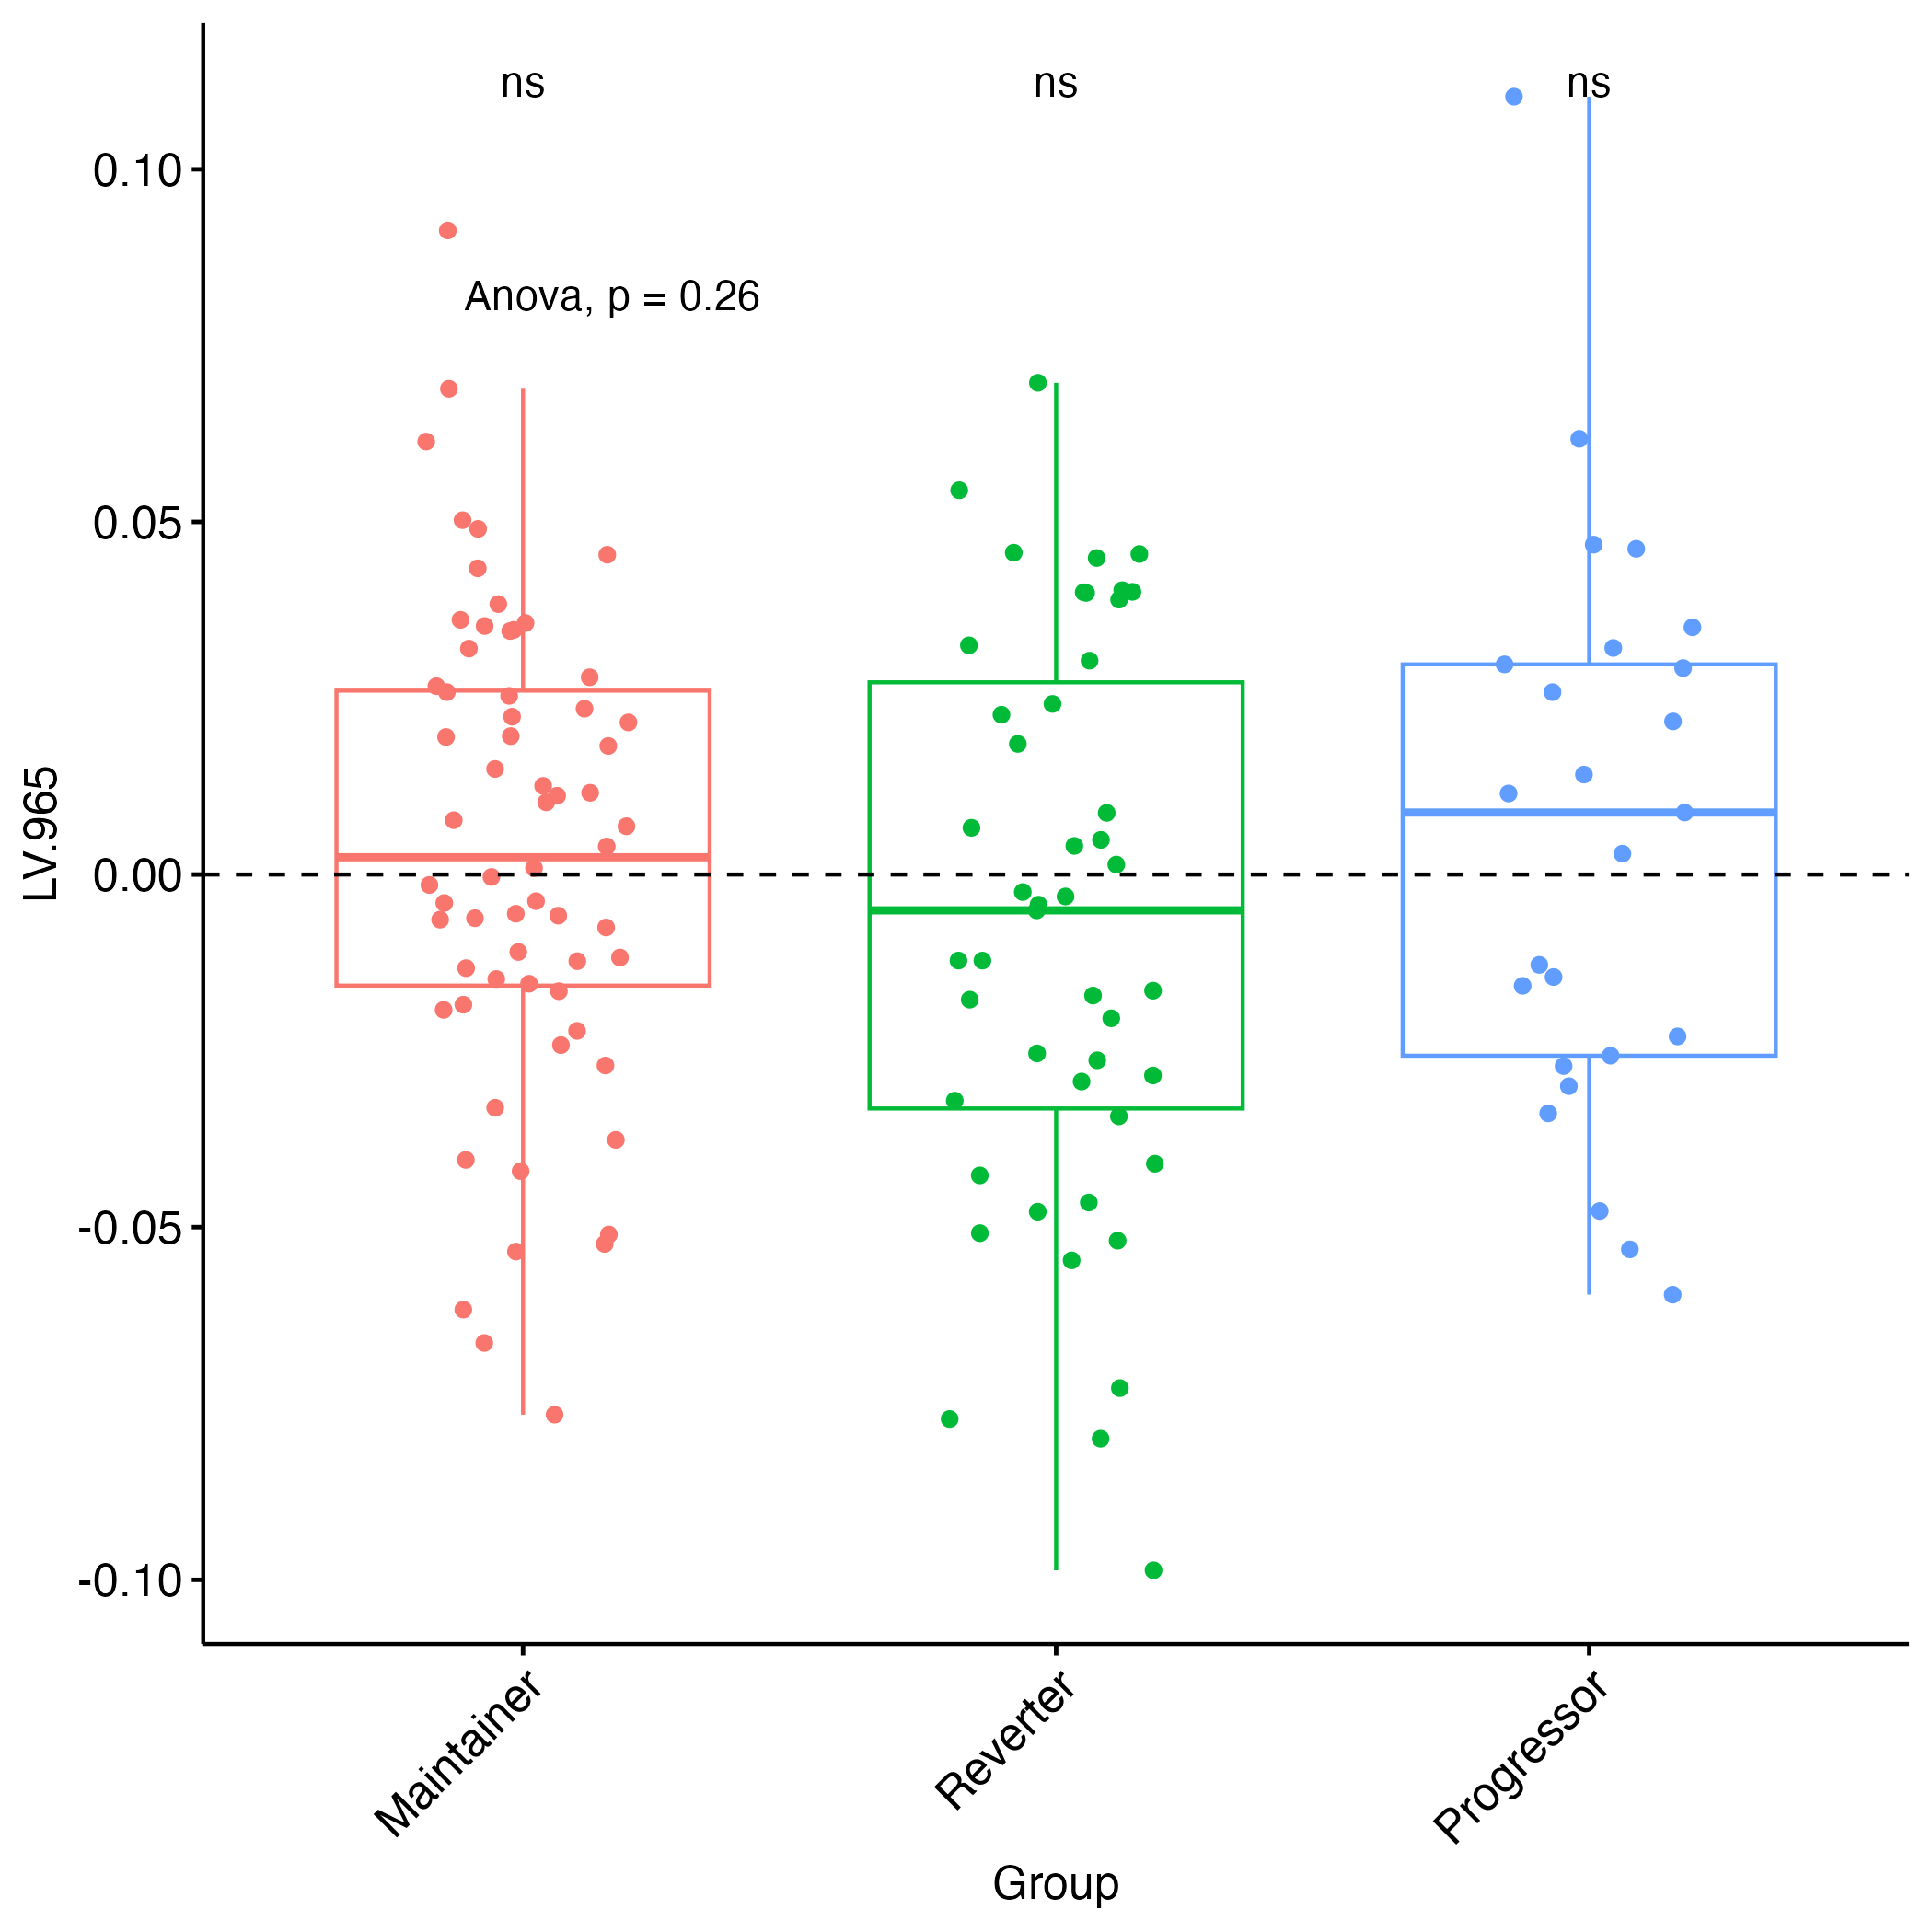 ns ns ns
0.10
Anova, p = 0.26
0.05
LV.965
0.00
-0.05
-0.10
Maintainer Reverter Progressor
Group